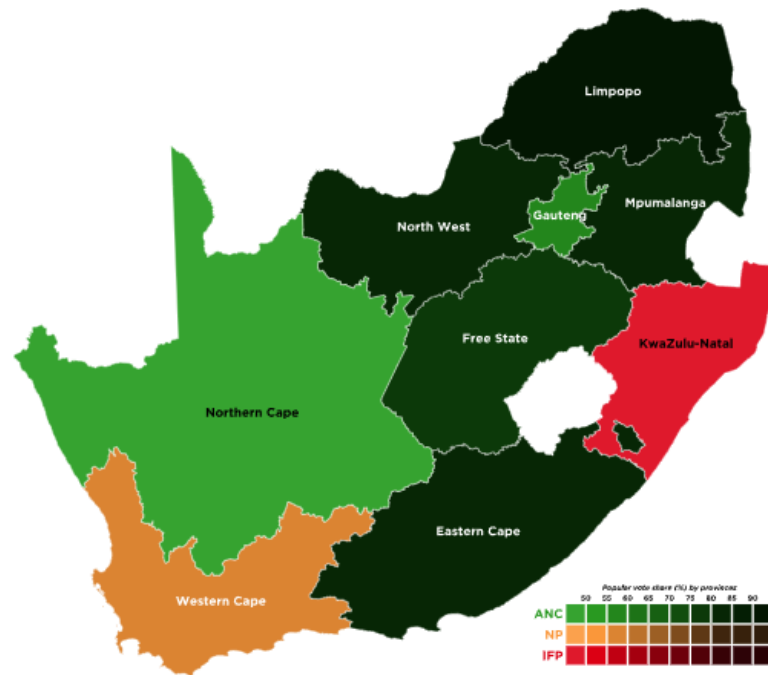 Limpopo
Mpumalanga
Gauteng
North West
Free State
KwaZulu-Natal
Northern Cape
Eastern Cape
Western Cape
Popular vote share (%) by provinces
50 55 60 65 70 75 80 85 90
ANC
NP
IFP